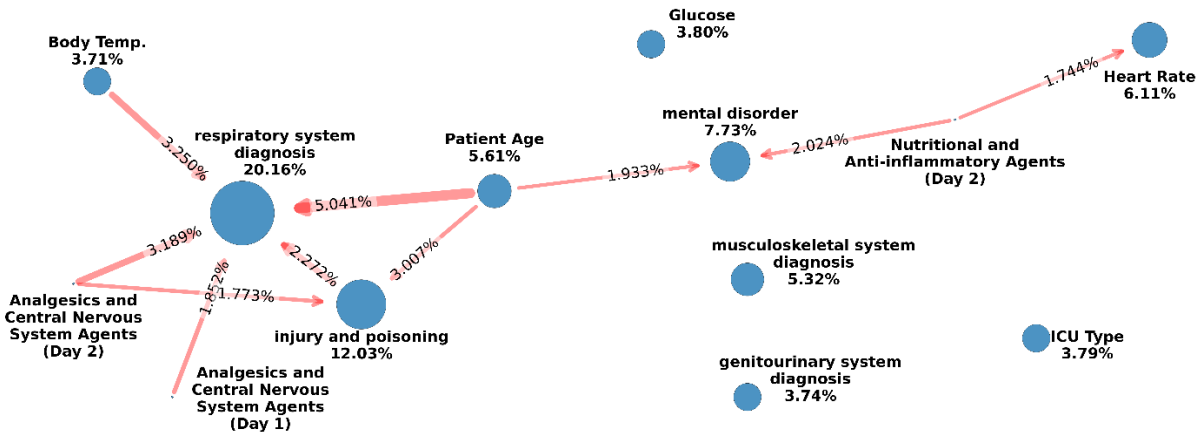 Glucose
3.80%
Body Temp.
3.71%
Heart Rate
6.11%
1.744%
mental disorder
7.73%
respiratory system
diagnosis
20.16%
3.250%
Patient Age
5.61%
2.024%
Nutritional and
Anti-inflammatory Agents
(Day 2)
1.933%
5.041%
3.189%
2.272%
3.007%
musculoskeletal system
diagnosis
5.32%
1.852%
1.773%
Analgesics and
Central Nervous
System Agents
(Day 2)
injury and poisoning
12.03%
ICU Type
3.79%
genitourinary system
diagnosis
3.74%
Analgesics and
Central Nervous
System Agents
(Day 1)